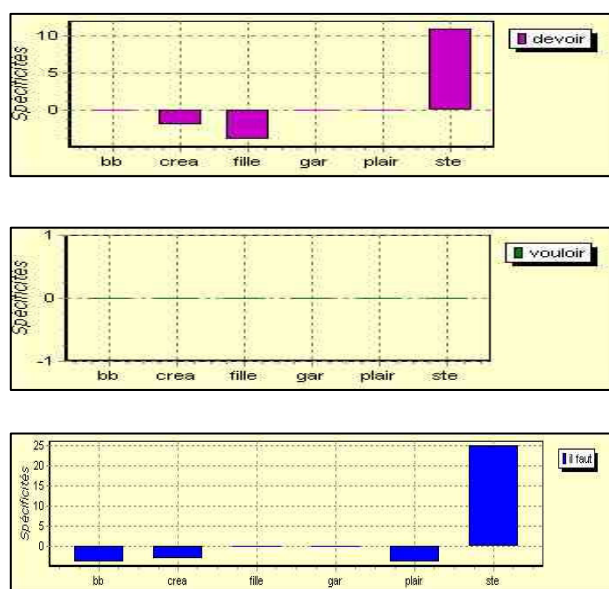 10
5
0
Spécificités
bb crea fille gar plair ste
devoir
1
0
-1
Spécificités
bb crea fille gar plair ste
vouloir
25
20
15
10
5
0
Spécificités
bb crea fille gar plair ste
il faut